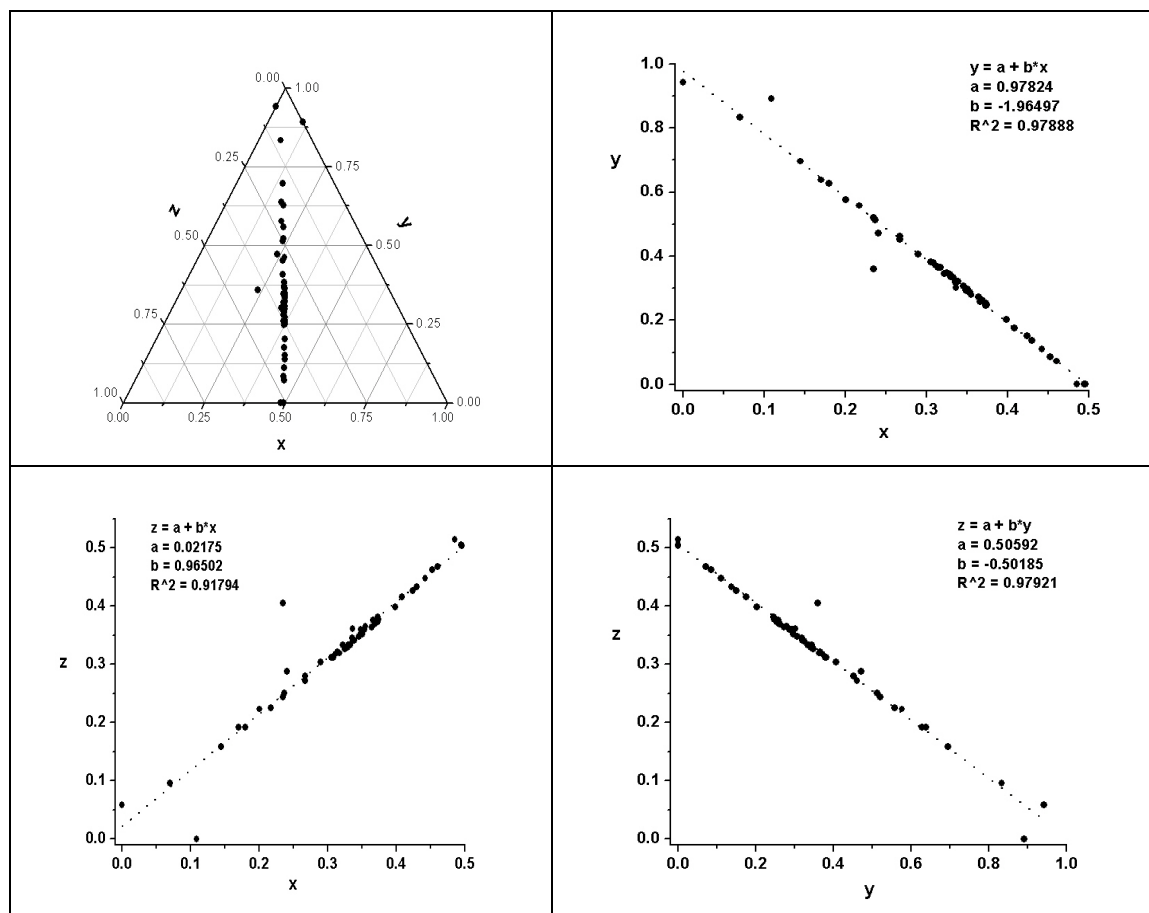 0.00
1.00
0.25
0.75
z
y
0.50
0.50
0.75
0.25
1.00
0.00
0.00
0.25
0.50
0.75
1.00
x
y = a + b*x
a = 0.97824
b = -1.96497
R^2 = 0.97888
1.0
0.8
y
0.6
0.4
0.2
0.0
0.0 0.1 0.2 0.3 0.4 0.5
x
z = a + b*x
a = 0.02175
b = 0.96502
R^2 = 0.91794
0.5
0.4
z
0.3
0.2
0.1
0.0
0.0 0.1 0.2 0.3 0.4 0.5
x
z = a + b*y
a = 0.50592
b = -0.50185
R^2 = 0.97921
0.5
0.4
z
0.3
0.2
0.1
0.0
0.0 0.2 0.4 0.6 0.8 1.0
y